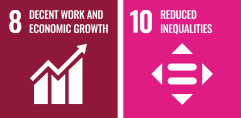 8 DECENT WORK AND
ECONOMIC GROWTH
10 REDUCED
INEQUALITIES